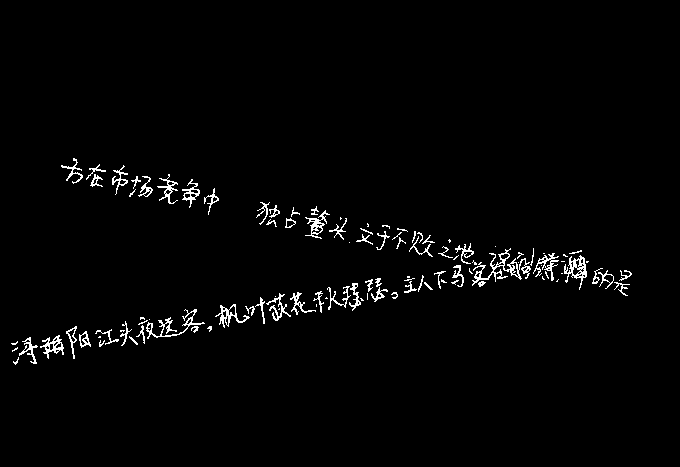 方在市场竞争中 独占鳌头.立于不败之地.
浔阳江头夜送客,枫叶荻花秋瑟瑟。主人下马客在船,的是